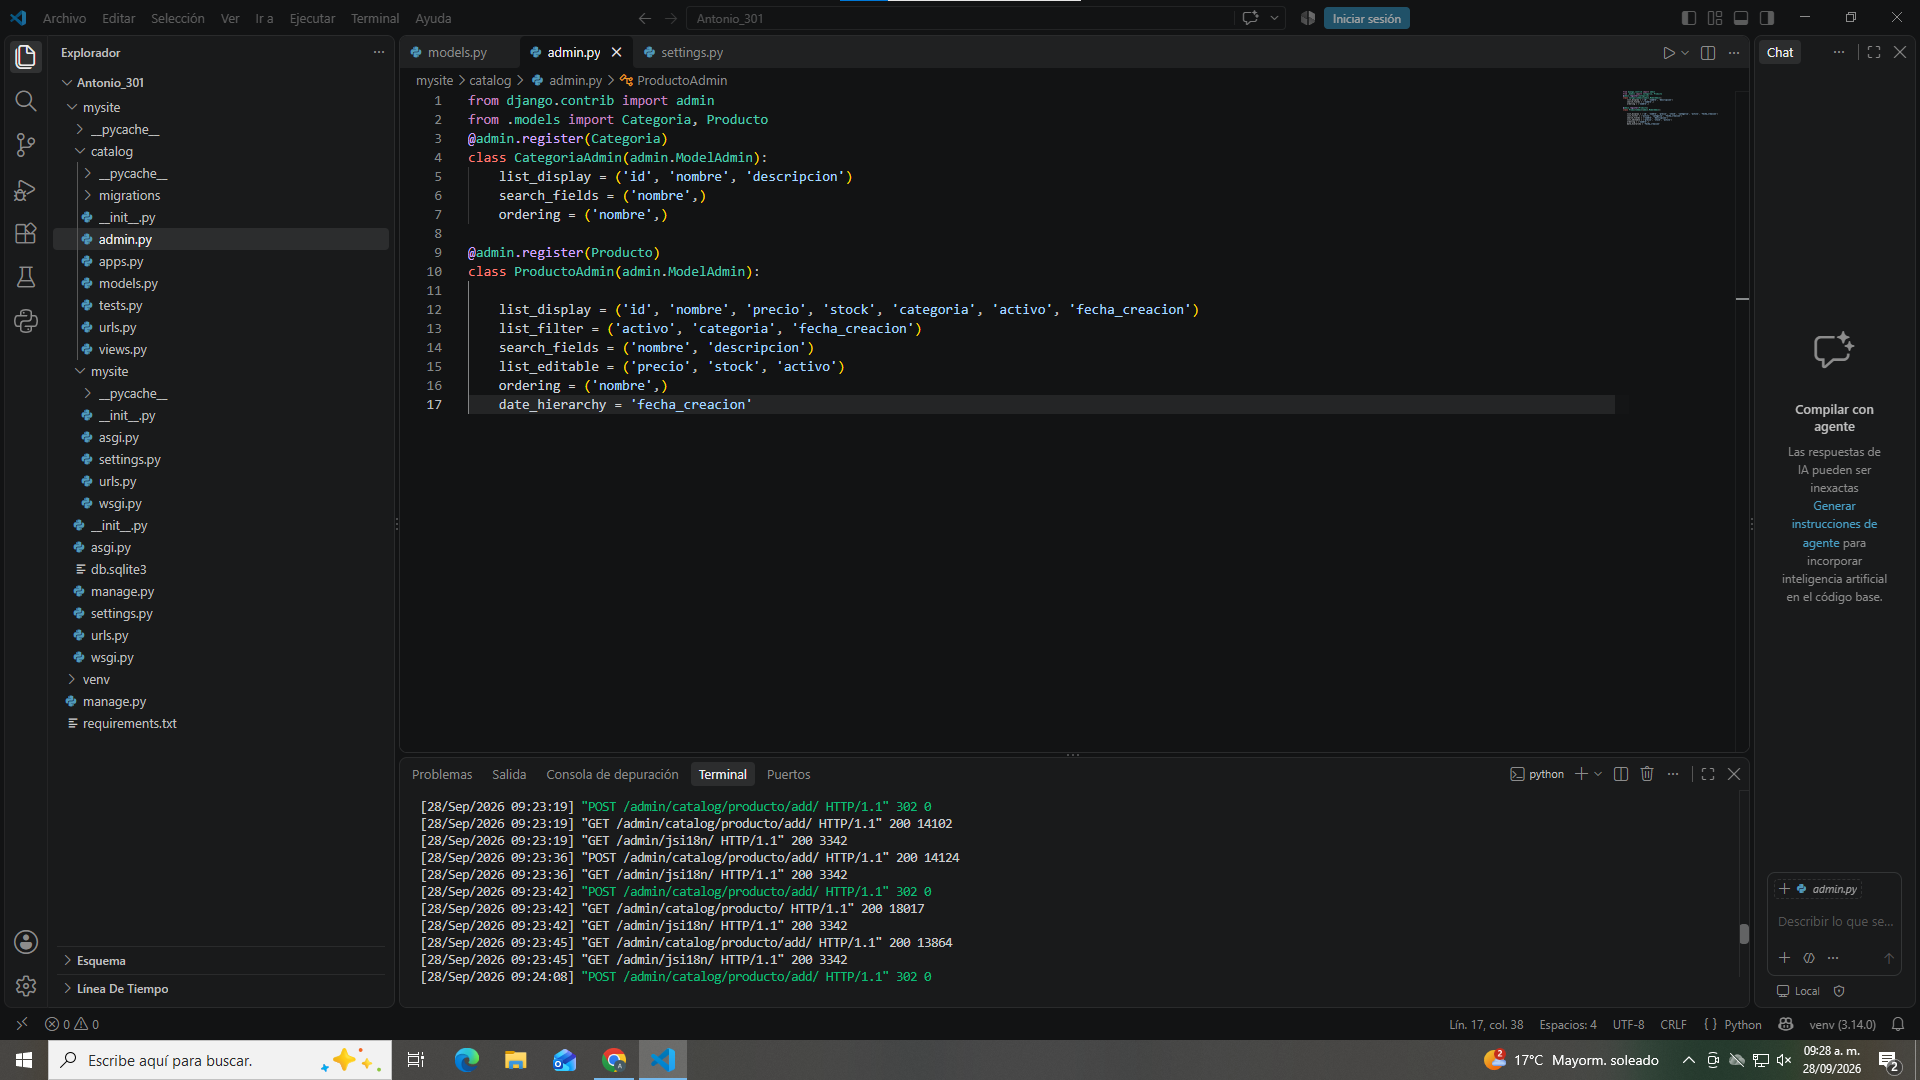 Archivo Editar Selección Ver Ir a Ejecutar Terminal Ayuda
Antonio_301
Iniciar sesión
Explorador
Antonio_301
mysite
__pycache__
catalog
__pycache__
migrations
__init__.py
admin.py
apps.py
models.py
tests.py
urls.py
views.py
mysite
__pycache__
__init__.py
asgi.py
settings.py
urls.py
wsgi.py
__init__.py
asgi.py
db.sqlite3
manage.py
settings.py
urls.py
wsgi.py
venv
manage.py
requirements.txt
Esquema
Línea De Tiempo
models.py admin.py settings.py
mysite > catalog > admin.py > ProductoAdmin
1 from django.contrib import admin
2 from .models import Categoria, Producto
3 @admin.register(Categoria)
4 class CategoriaAdmin(admin.ModelAdmin):
5 list_display = ('id', 'nombre', 'descripcion')
6 search_fields = ('nombre',)
7 ordering = ('nombre',)
8
9 @admin.register(Producto)
10 class ProductoAdmin(admin.ModelAdmin):
11
12 list_display = ('id', 'nombre', 'precio', 'stock', 'categoria', 'activo', 'fecha_creacion')
13 list_filter = ('activo', 'categoria', 'fecha_creacion')
14 search_fields = ('nombre', 'descripcion')
15 list_editable = ('precio', 'stock', 'activo')
16 ordering = ('nombre',)
17 date_hierarchy = 'fecha_creacion'
Problemas Salida Consola de depuración Terminal Puertos
python
[28/Sep/2026 09:23:19] "POST /admin/catalog/producto/add/ HTTP/1.1" 302 0
[28/Sep/2026 09:23:19] "GET /admin/catalog/producto/add/ HTTP/1.1" 200 14102
[28/Sep/2026 09:23:19] "GET /admin/jsi18n/ HTTP/1.1" 200 3342
[28/Sep/2026 09:23:36] "POST /admin/catalog/producto/add/ HTTP/1.1" 200 14124
[28/Sep/2026 09:23:36] "GET /admin/jsi18n/ HTTP/1.1" 200 3342
[28/Sep/2026 09:23:42] "POST /admin/catalog/producto/add/ HTTP/1.1" 302 0
[28/Sep/2026 09:23:42] "GET /admin/catalog/producto/ HTTP/1.1" 200 18017
[28/Sep/2026 09:23:42] "GET /admin/jsi18n/ HTTP/1.1" 200 3342
[28/Sep/2026 09:23:45] "GET /admin/catalog/producto/add/ HTTP/1.1" 200 13864
[28/Sep/2026 09:23:45] "GET /admin/jsi18n/ HTTP/1.1" 200 3342
[28/Sep/2026 09:24:08] "POST /admin/catalog/producto/add/ HTTP/1.1" 302 0
Chat
Compilar con
agente
Las respuestas de
IA pueden ser
inexactas
Generar
instrucciones de
agente para
incorporar
inteligencia artificial
en el código base.
admin.py
Describir lo que se...
Local
0 0
Lín. 17, col. 38 Espacios: 4 UTF-8 CRLF { } Python venv (3.14.0)
Escribe aquí para buscar.
2 17°C Mayorm. soleado
09:28 a. m.
28/09/2026
2